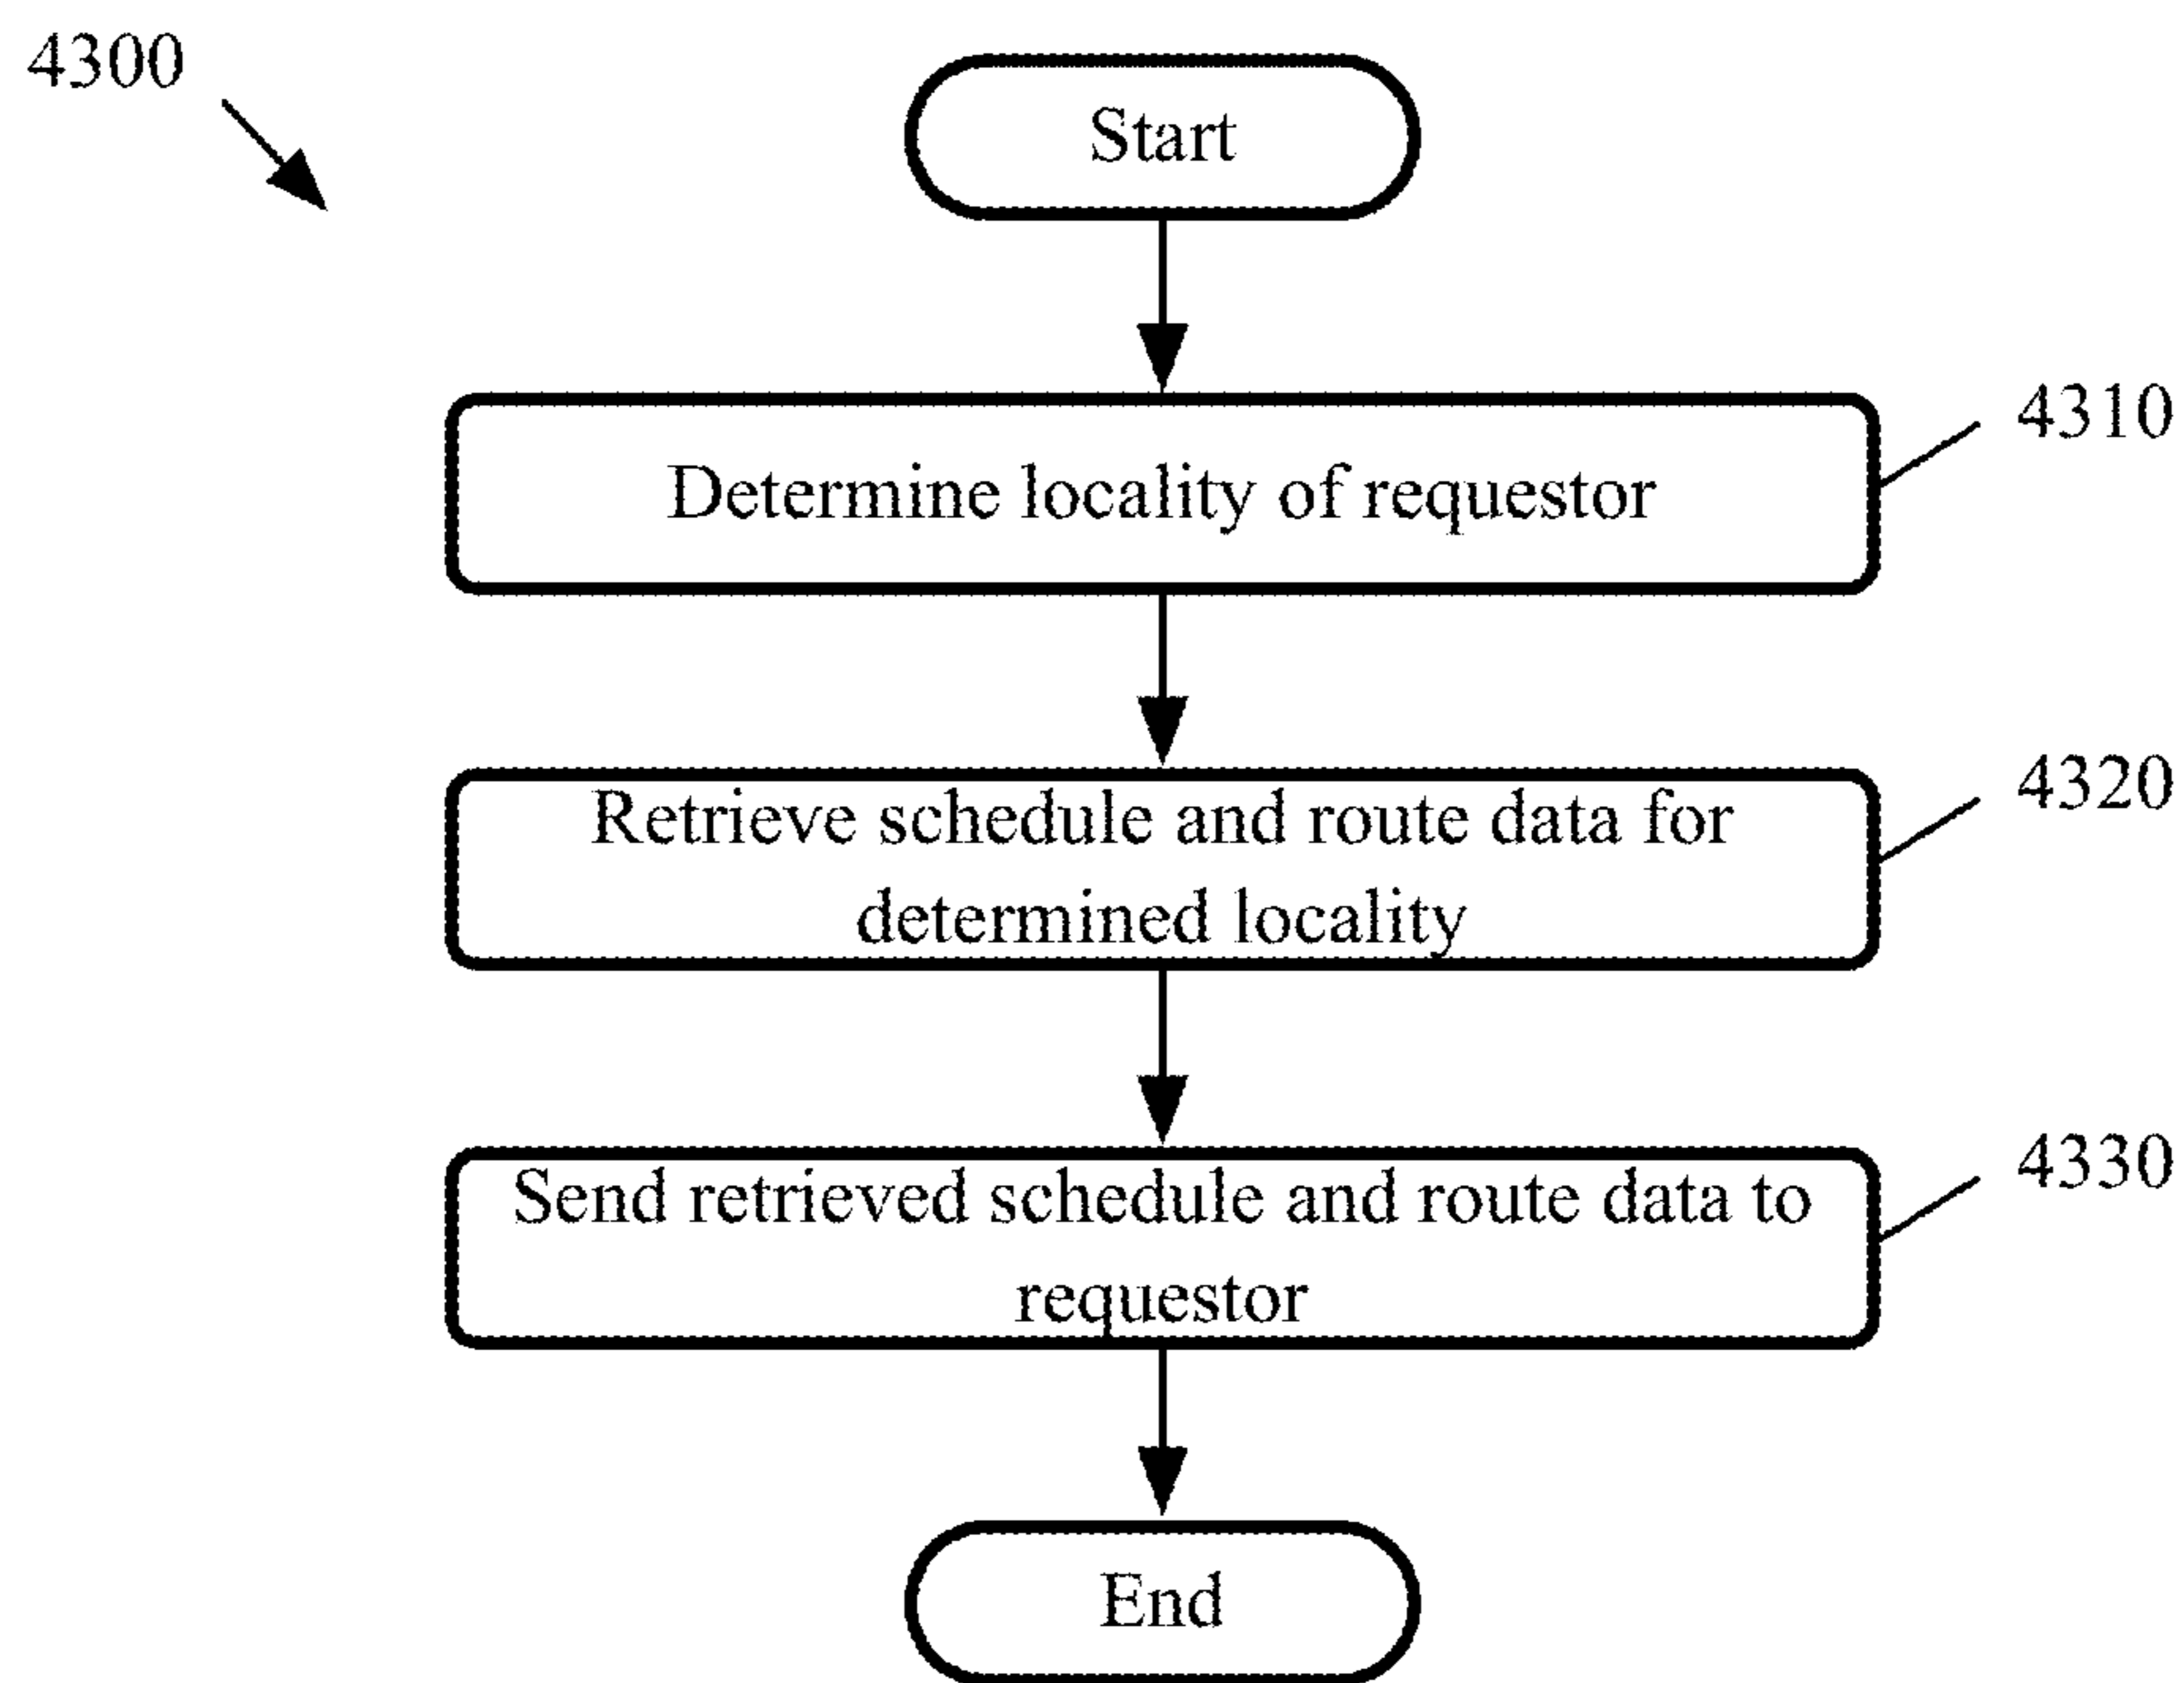 4300
Start
Determine locality of requestor
4310
Retrieve schedule and route data for
determined locality
4320
Send retrieved schedule and route data to
requestor
4330
End